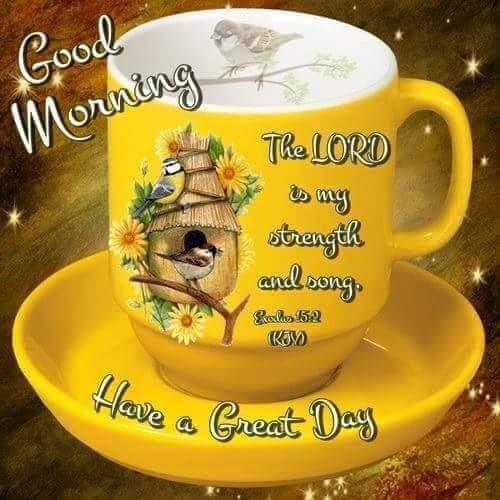 Good
Morning
The LORD
is my
strength
and song.
Exodus 15:2
(KJV)
Have a Great Day